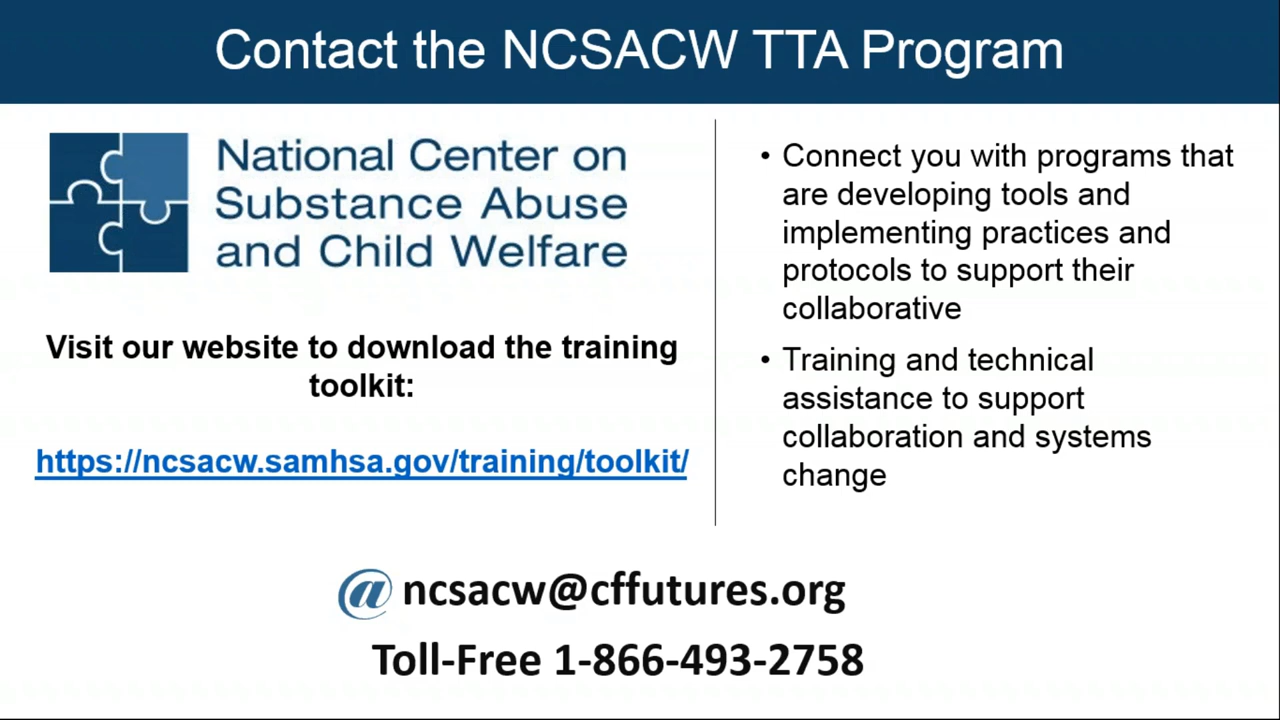 Contact the NCSACW TTA Program
National Center on
Substance Abuse
and Child Welfare
Visit our website to download the training
toolkit:
https://ncsacw.samhsa.gov/training/toolkit/
• Connect you with programs that
are developing tools and
implementing practices and
protocols to support their
collaborative
• Training and technical
assistance to support
collaboration and systems
change
@ ncsacw@cffutures.org
Toll-Free 1-866-493-2758